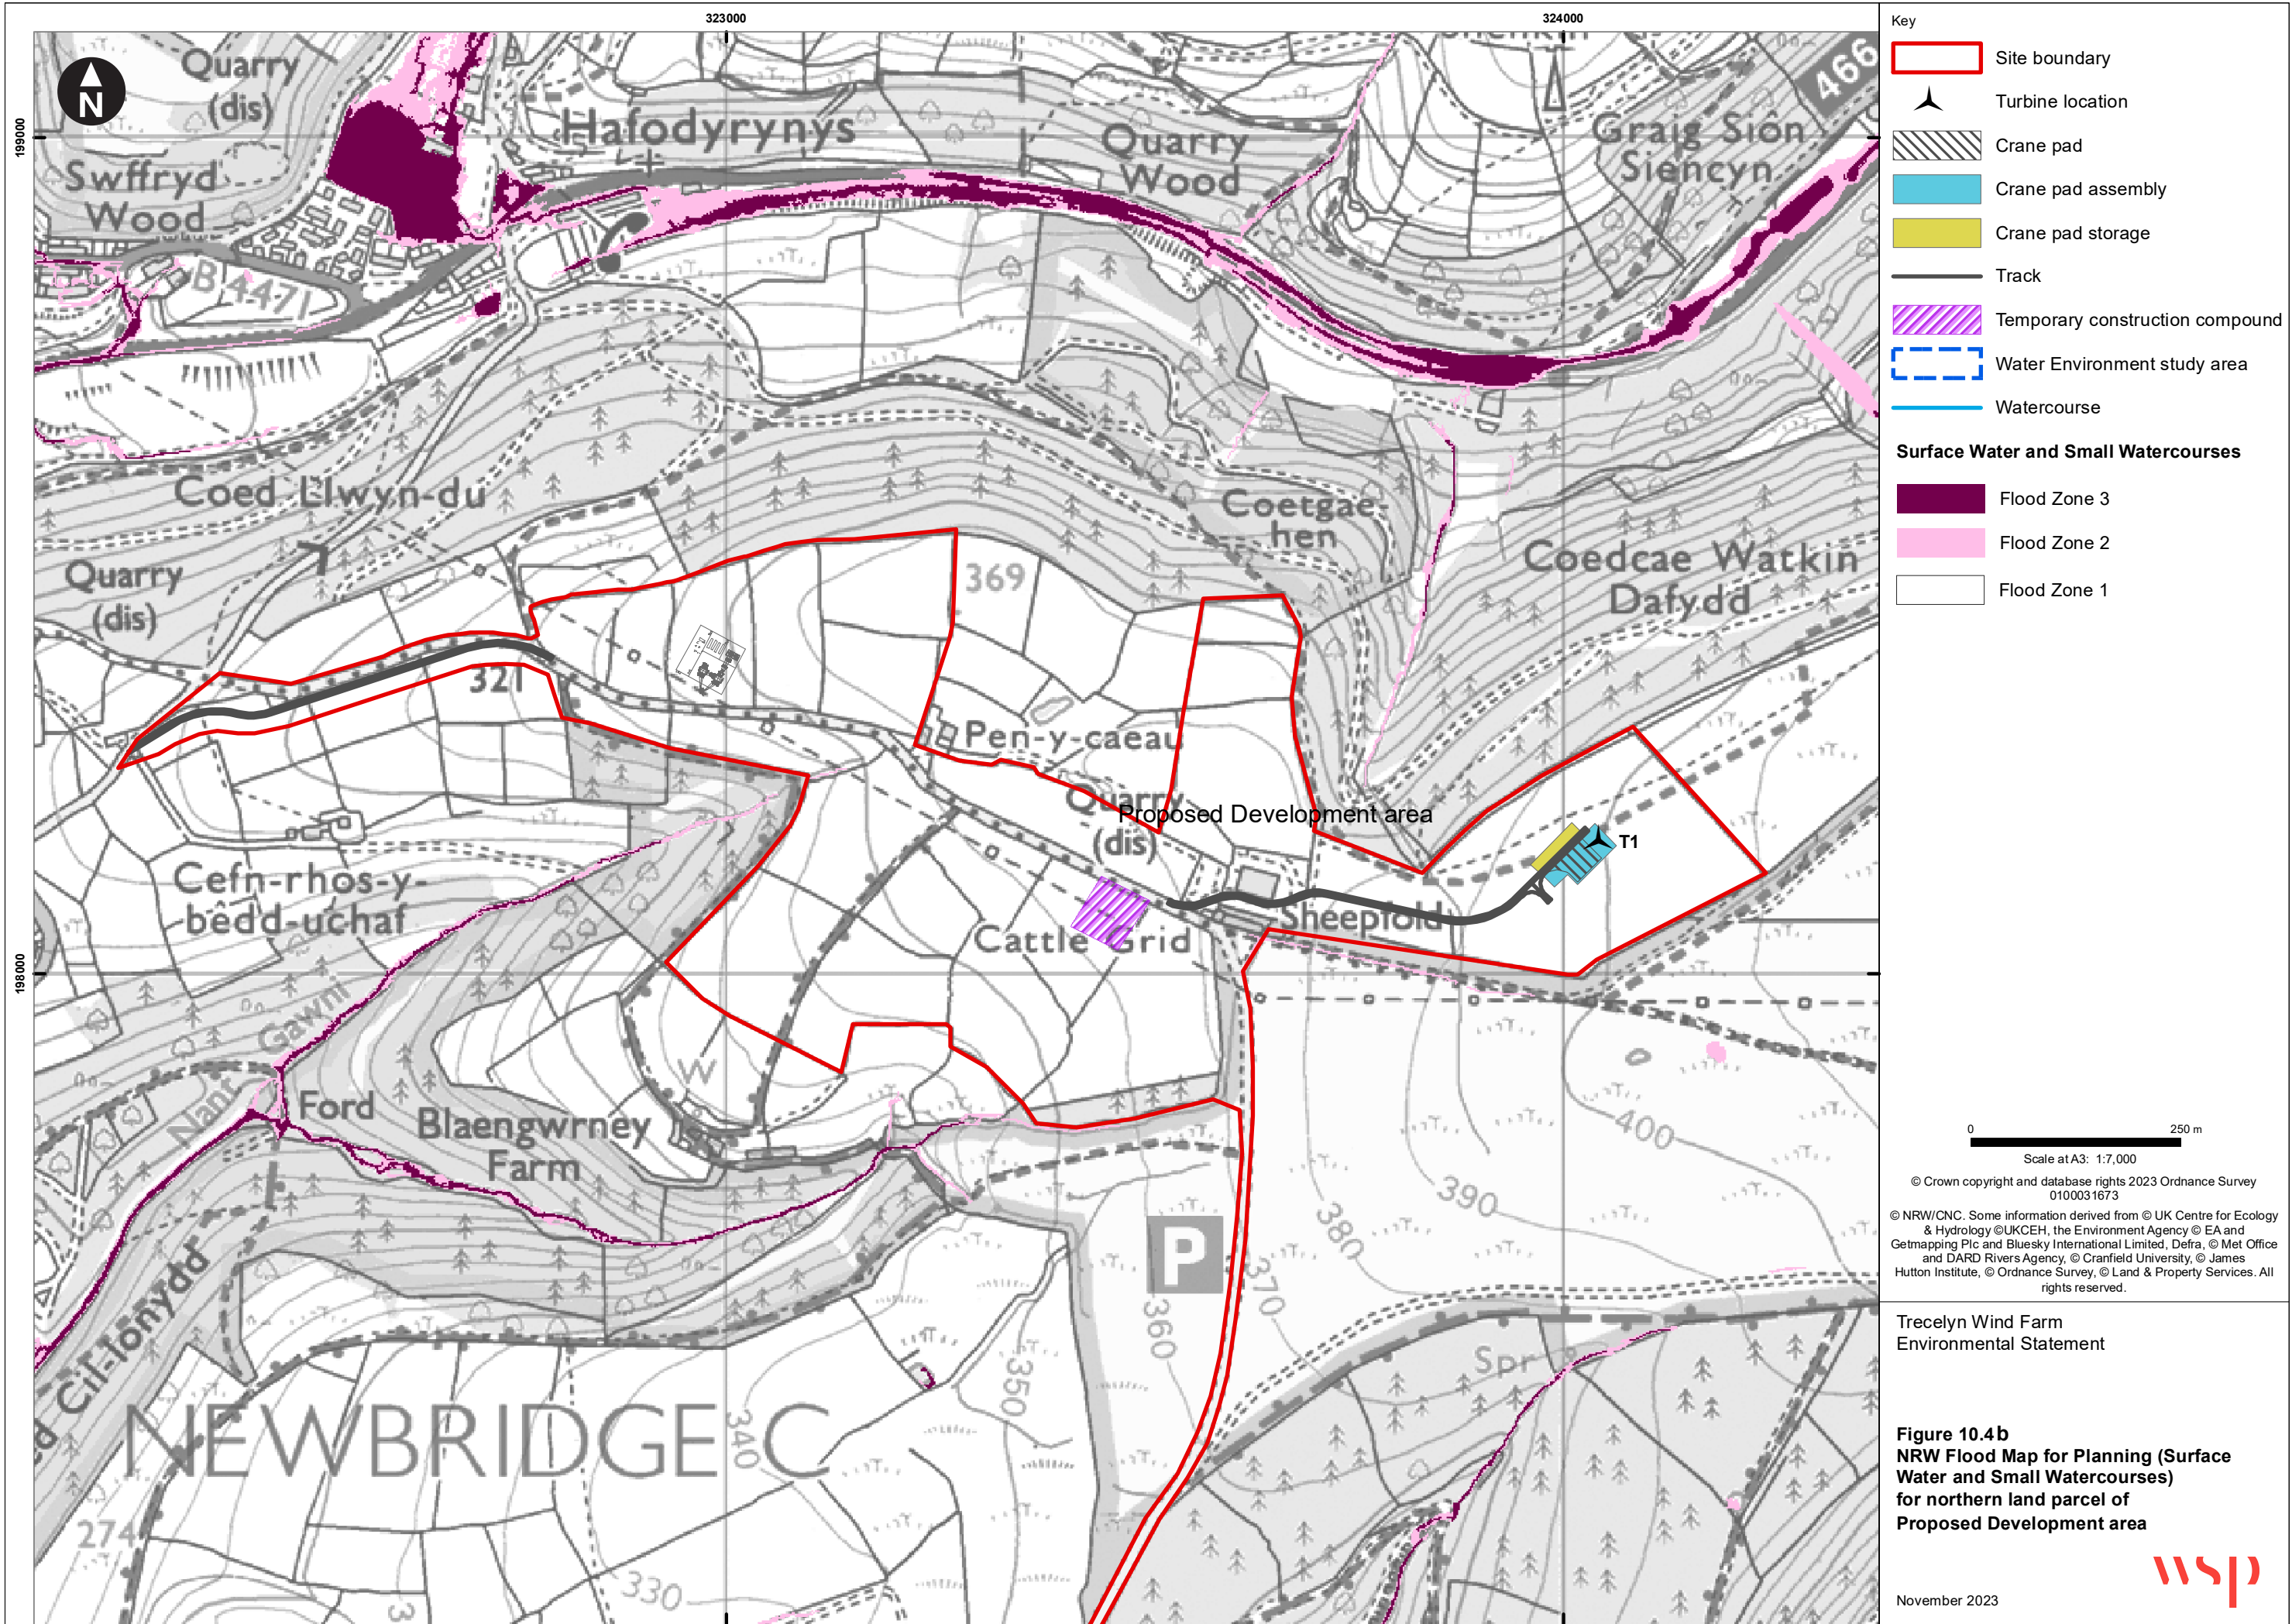 323000
324000
199000
198000
N
Quarry
(dis)
Swffryd
Wood
Hafodyrynys
Quarry
Wood
Graig Siôn
Siencyn
466
B 4471
Coed Llwyn-du
Quarry
(dis)
321
369
Coetgae-
hen
Coedcae Watkin
Dafydd
Pen-y-caeau
Quarry
(dis)
Proposed Development area
T1
Cefn-rhos-y-
bêdd-uchaf
Sheepfold
Cattle Grid
Nant Gawni
Ford
W
Blaengwrney
Farm
Cil-lonydd
P
400
390
380
370
360
350
340
330
Spr
NEWBRIDGE C
274
3
Key
Site boundary
Turbine location
Crane pad
Crane pad assembly
Crane pad storage
Track
Temporary construction compound
Water Environment study area
Watercourse
Surface Water and Small Watercourses
Flood Zone 3
Flood Zone 2
Flood Zone 1
0 250 m
Scale at A3: 1:7,000
© Crown copyright and database rights 2023 Ordnance Survey
0100031673
© NRW/CNC. Some information derived from © UK Centre for Ecology
& Hydrology ©UKCEH, the Environment Agency © EA and
Getmapping Plc and Bluesky International Limited, Defra, © Met Office
and DARD Rivers Agency, © Cranfield University, © James
Hutton Institute, © Ordnance Survey, © Land & Property Services. All
rights reserved.
Trecelyn Wind Farm
Environmental Statement
Figure 10.4b
NRW Flood Map for Planning (Surface
Water and Small Watercourses)
for northern land parcel of
Proposed Development area
November 2023
wsp